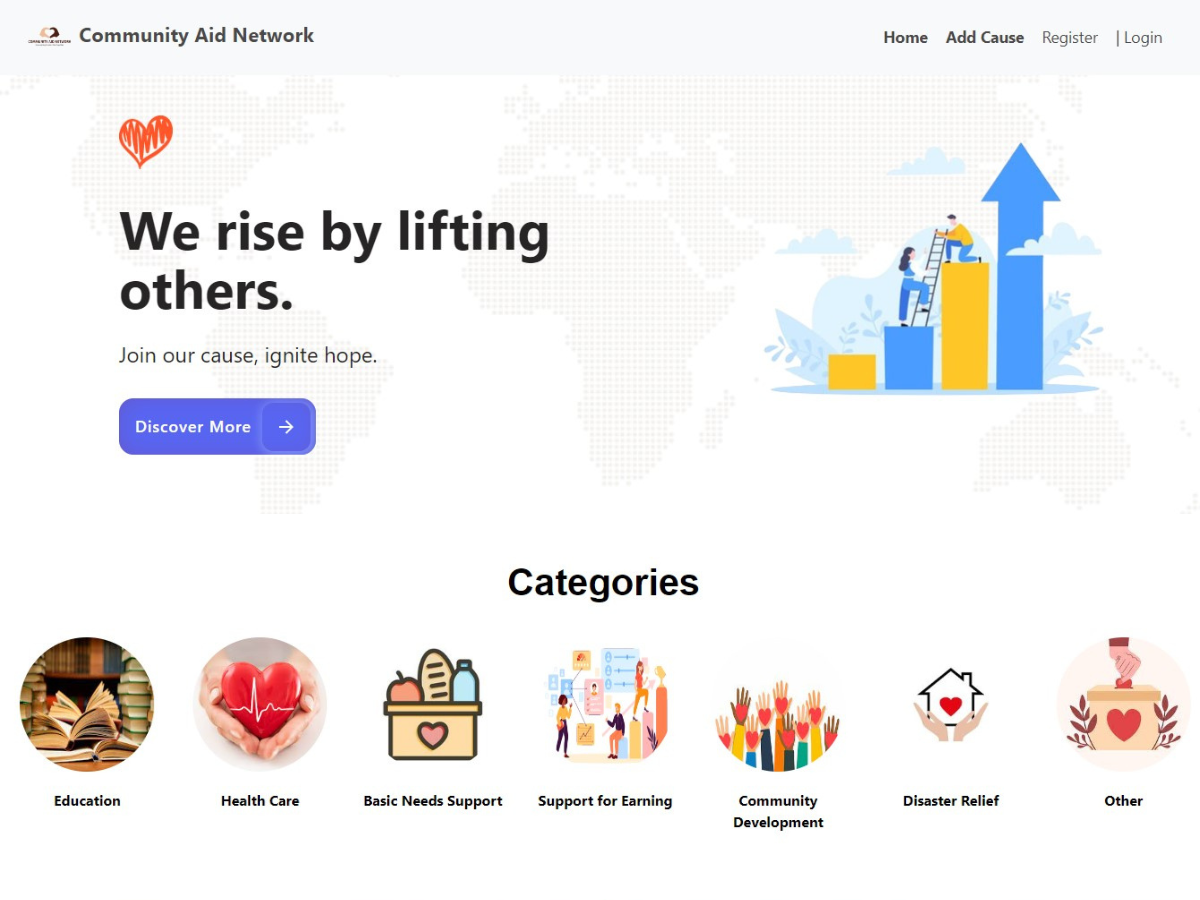 Community Aid Network
Home Add Cause Register | Login
We rise by lifting
others.
Join our cause, ignite hope.
Discover More
Categories
Education
Health Care
Basic Needs Support
Support for Earning
Community
Development
Disaster Relief
Other